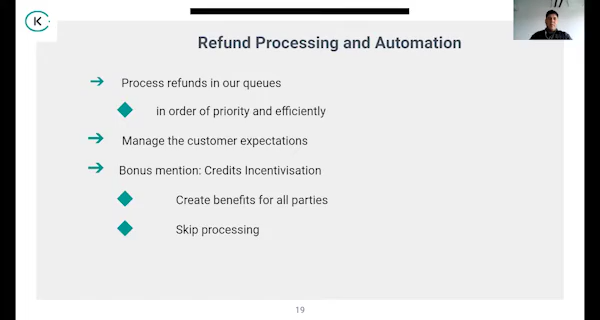 K
Refund Processing and Automation
Process refunds in our queues
in order of priority and efficiently
Manage the customer expectations
Bonus mention: Credits Incentivisation
Create benefits for all parties
Skip processing
19